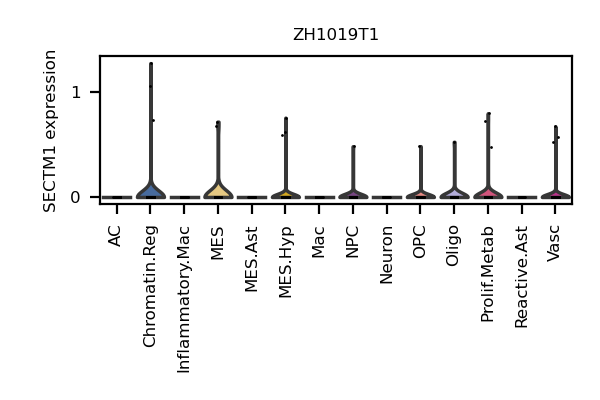 ZH1019T1
SECTM1 expression
1
0
AC
Chromatin.Reg
Inflammatory.Mac
MES
MES.Ast
MES.Hyp
Mac
NPC
Neuron
OPC
Oligo
Prolif.Metab
Reactive.Ast
Vasc